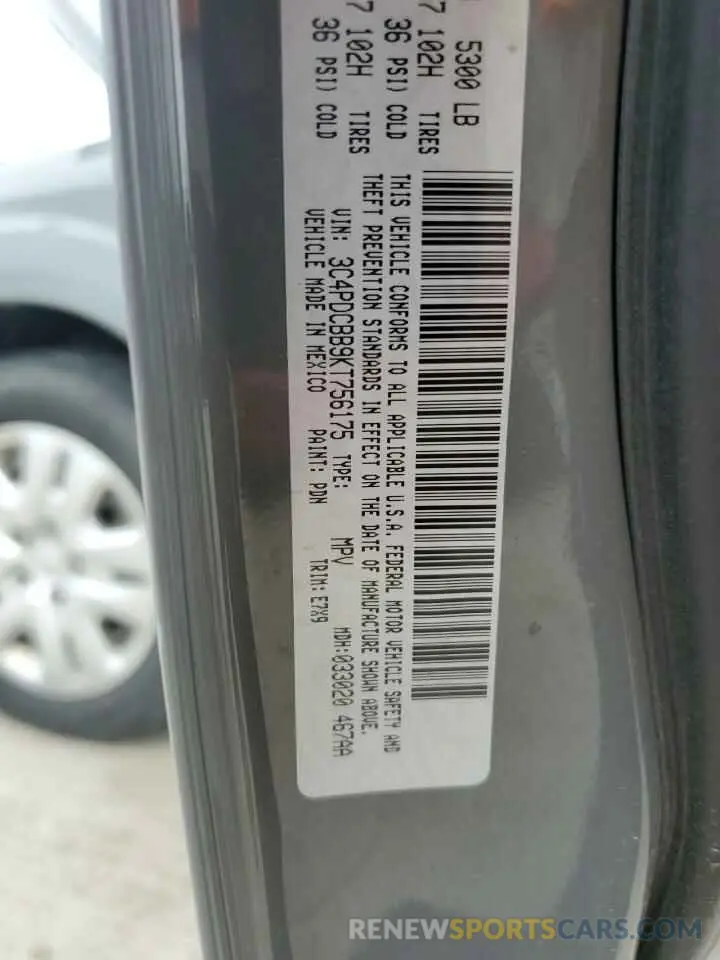 5300 LB
7 102H TIRES
36 PSI) COLD
7 102H TIRES
36 PSI) COLD
THIS VEHICLE CONFORMS TO ALL APPLICABLE U.S.A. FEDERAL MOTOR VEHICLE SAFETY AND
THEFT PREVENTION STANDARDS IN EFFECT ON THE DATE OF MANUFACTURE SHOWN ABOVE.
VIN: 3C4PDCBB9KT756175 TYPE: MPV MDH:033020 467AA
VEHICLE MADE IN MEXICO PAINT: PDN TRIM: E7X9
RENEWSPORTSCARS.COM